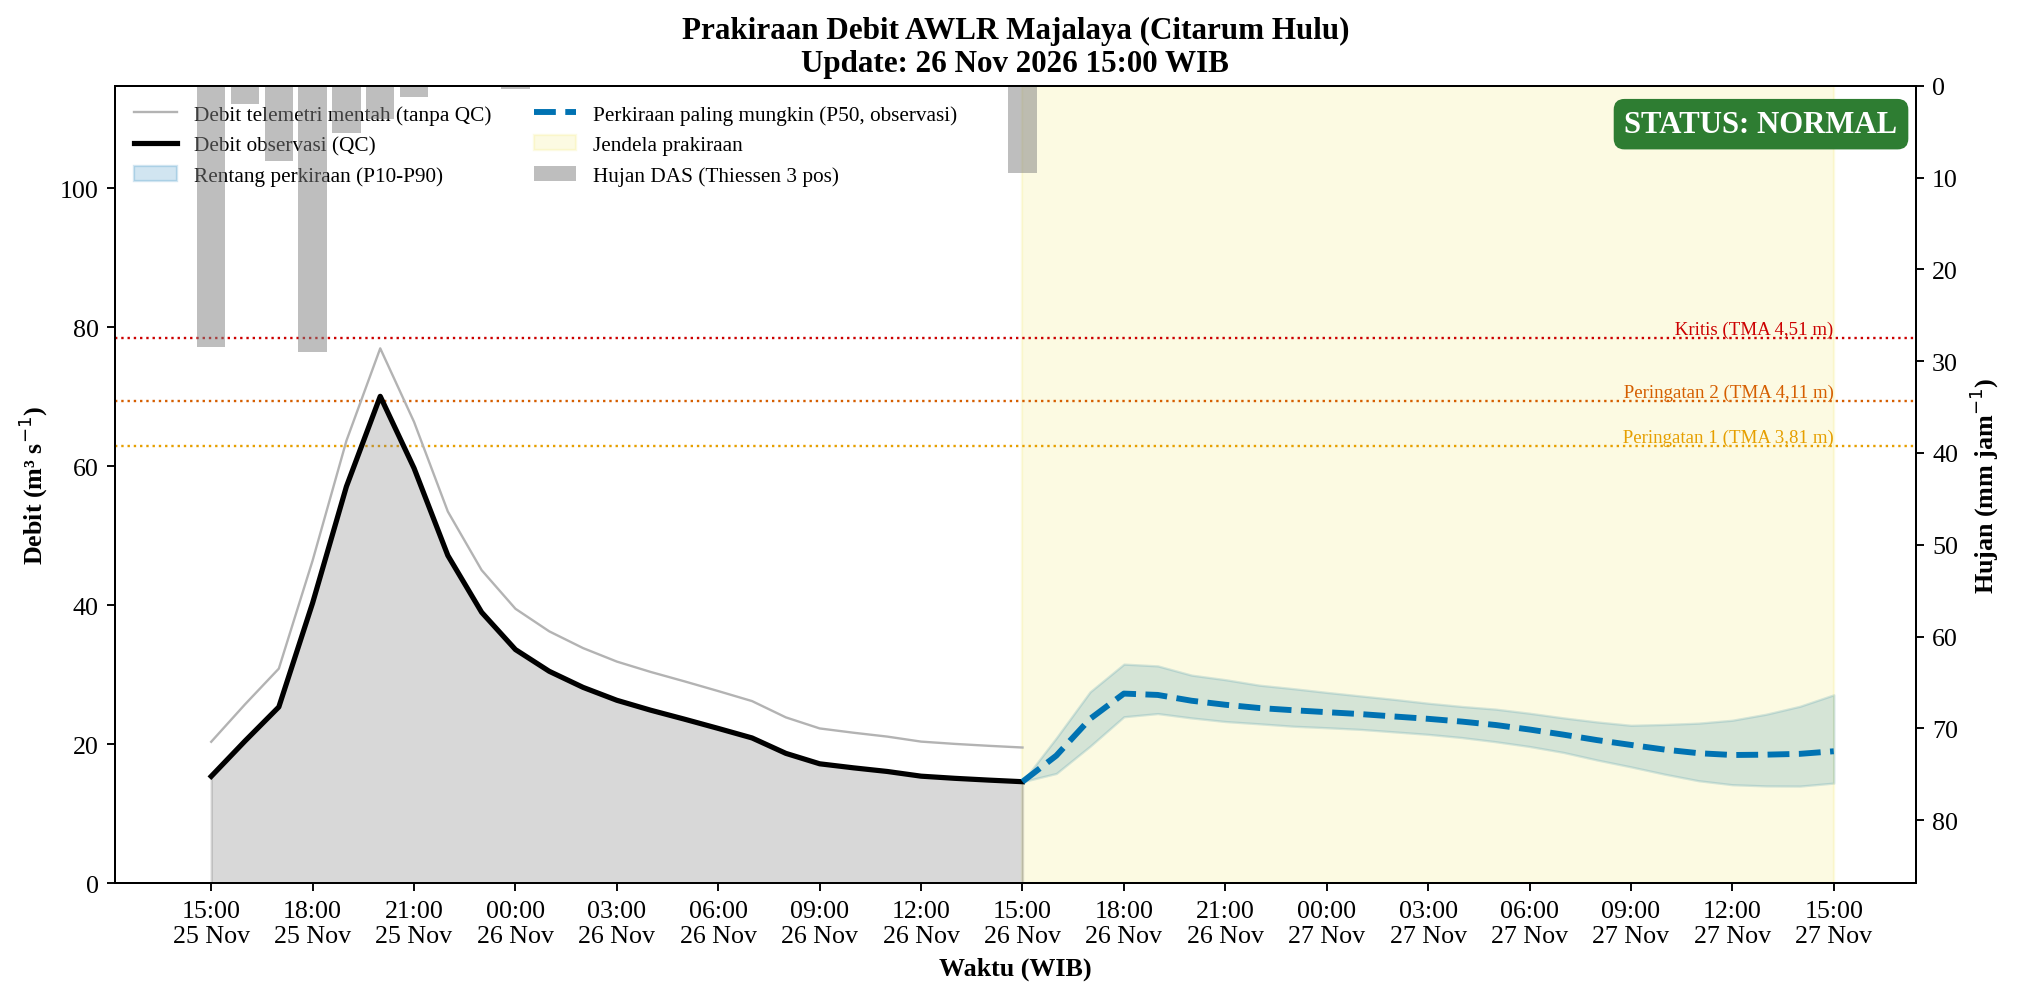 Prakiraan Debit AWLR Majalaya (Citarum Hulu)
Update: 26 Nov 2026 15:00 WIB
Debit telemetri mentah (tanpa QC)
Debit observasi (QC)
Rentang perkiraan (P10-P90)
Perkiraan paling mungkin (P50, observasi)
Jendela prakiraan
Hujan DAS (Thiessen 3 pos)
STATUS: NORMAL
Kritis (TMA 4,51 m)
Peringatan 2 (TMA 4,11 m)
Peringatan 1 (TMA 3,81 m)
Debit (m³ s⁻¹)
100
80
60
40
20
0
Hujan (mm jam⁻¹)
0
10
20
30
40
50
60
70
80
15:00 18:00 21:00 00:00 03:00 06:00 09:00 12:00 15:00 18:00 21:00 00:00 03:00 06:00 09:00 12:00 15:00
25 Nov 25 Nov 25 Nov 26 Nov 26 Nov 26 Nov 26 Nov 26 Nov 26 Nov 26 Nov 26 Nov 27 Nov 27 Nov 27 Nov 27 Nov 27 Nov 27 Nov
Waktu (WIB)